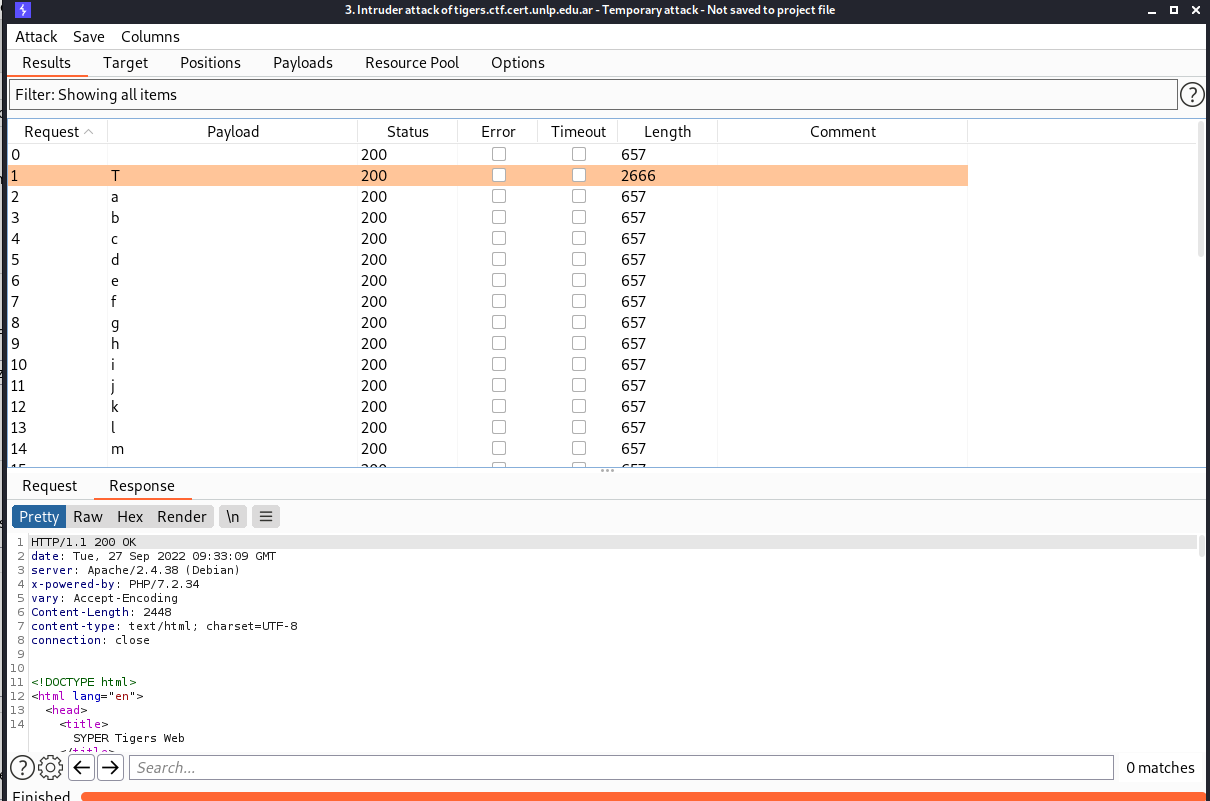 3. Intruder attack of tigers.ctf.cert.unlp.edu.ar - Temporary attack - Not saved to project file
Attack Save Columns
Results Target Positions Payloads Resource Pool Options
Filter: Showing all items ?
Request Payload Status Error Timeout Length Comment
0 200 657
1 T 200 2666
2 a 200 657
3 b 200 657
4 c 200 657
5 d 200 657
6 e 200 657
7 f 200 657
8 g 200 657
9 h 200 657
10 i 200 657
11 j 200 657
12 k 200 657
13 l 200 657
14 m 200 657
15 200 657
Request Response
Pretty Raw Hex Render \n
1 HTTP/1.1 200 OK
2 date: Tue, 27 Sep 2022 09:33:09 GMT
3 server: Apache/2.4.38 (Debian)
4 x-powered-by: PHP/7.2.34
5 vary: Accept-Encoding
6 Content-Length: 2448
7 content-type: text/html; charset=UTF-8
8 connection: close
9
10
11 <!DOCTYPE html>
12 <html lang="en">
13 <head>
14 <title>
SYPER Tigers Web
</title>
? Search... 0 matches
Finished